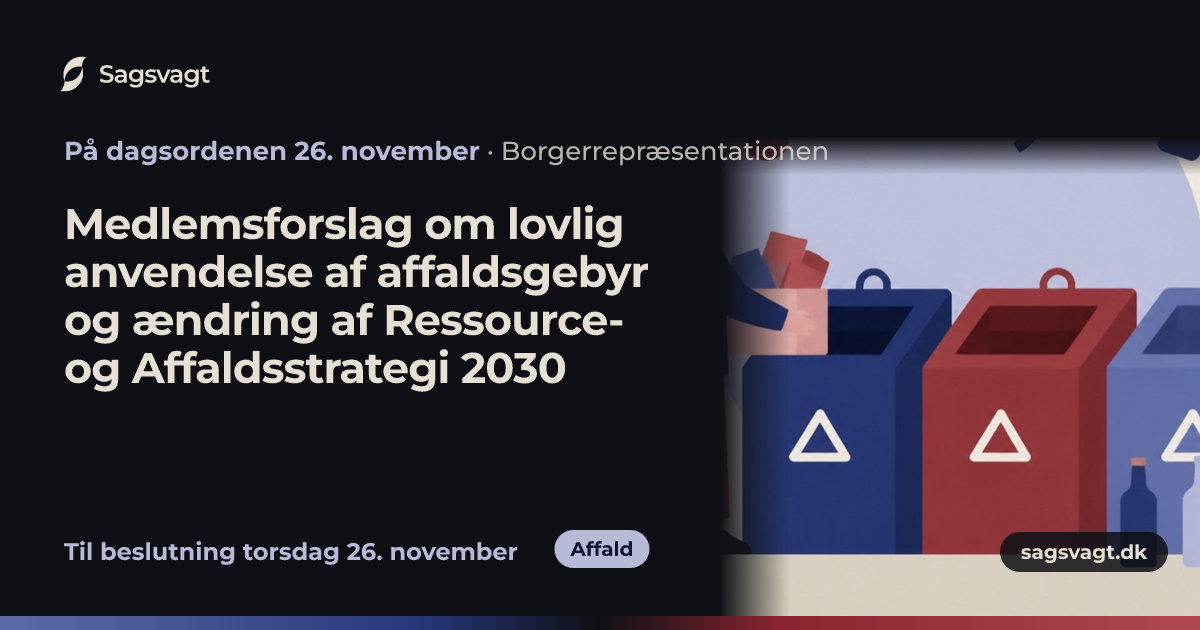 Sagsvagt
På dagsordenen 26. november · Borgerrepræsentationen
Medlemsforslag om lovlig
anvendelse af affaldsgebyr
og ændring af Ressource-
og Affaldsstrategi 2030
Til beslutning torsdag 26. november
Affald
sagsvagt.dk